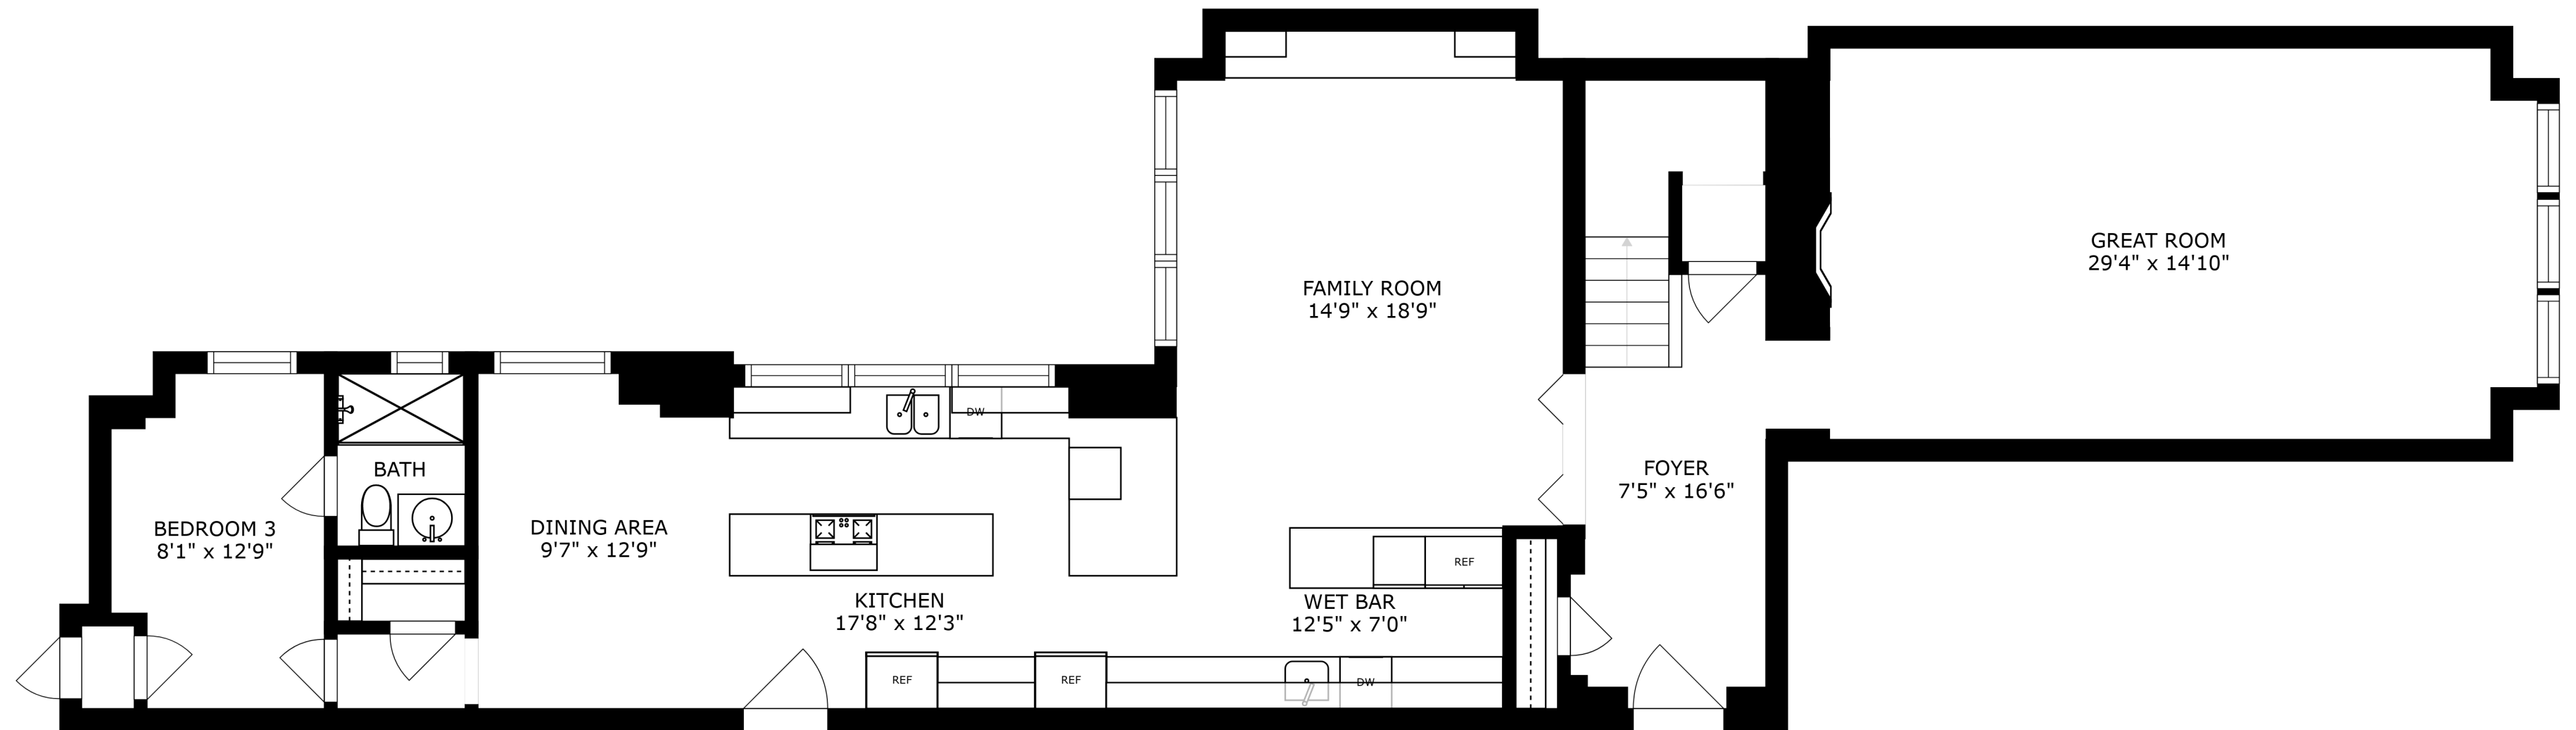 GREAT ROOM
29'4" x 14'10"
FAMILY ROOM
14'9" x 18'9"
DW
BATH
FOYER
7'5" x 16'6"
BEDROOM 3
8'1" x 12'9"
DINING AREA
9'7" x 12'9"
REF
KITCHEN
17'8" x 12'3"
WET BAR
12'5" x 7'0"
REF
REF
DW